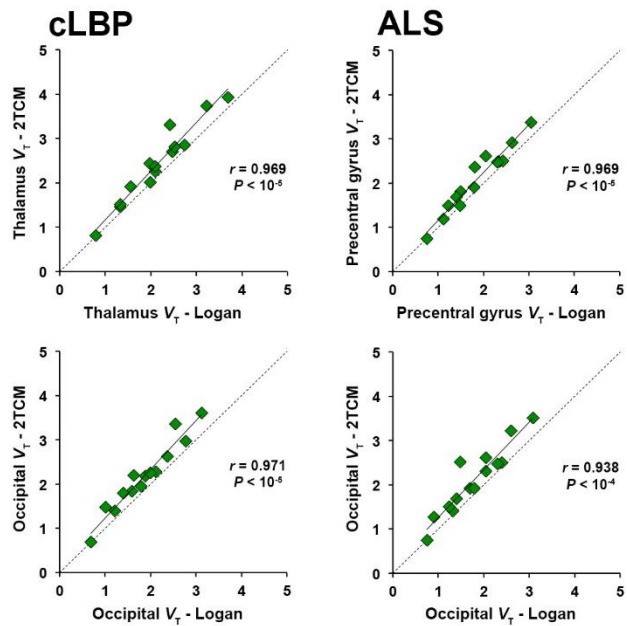 cLBP
ALS
Thalamus VT - 2TCM
5
4
3
2
1
0
r = 0.969
P < 10-5
0 1 2 3 4 5
Thalamus VT - Logan
Precentral gyrus VT - 2TCM
5
4
3
2
1
0
r = 0.969
P < 10-5
0 1 2 3 4 5
Precentral gyrus VT - Logan
Occipital VT - 2TCM
5
4
3
2
1
0
r = 0.971
P < 10-5
0 1 2 3 4 5
Occipital VT - Logan
Occipital VT - 2TCM
5
4
3
2
1
0
r = 0.938
P < 10-4
0 1 2 3 4 5
Occipital VT - Logan